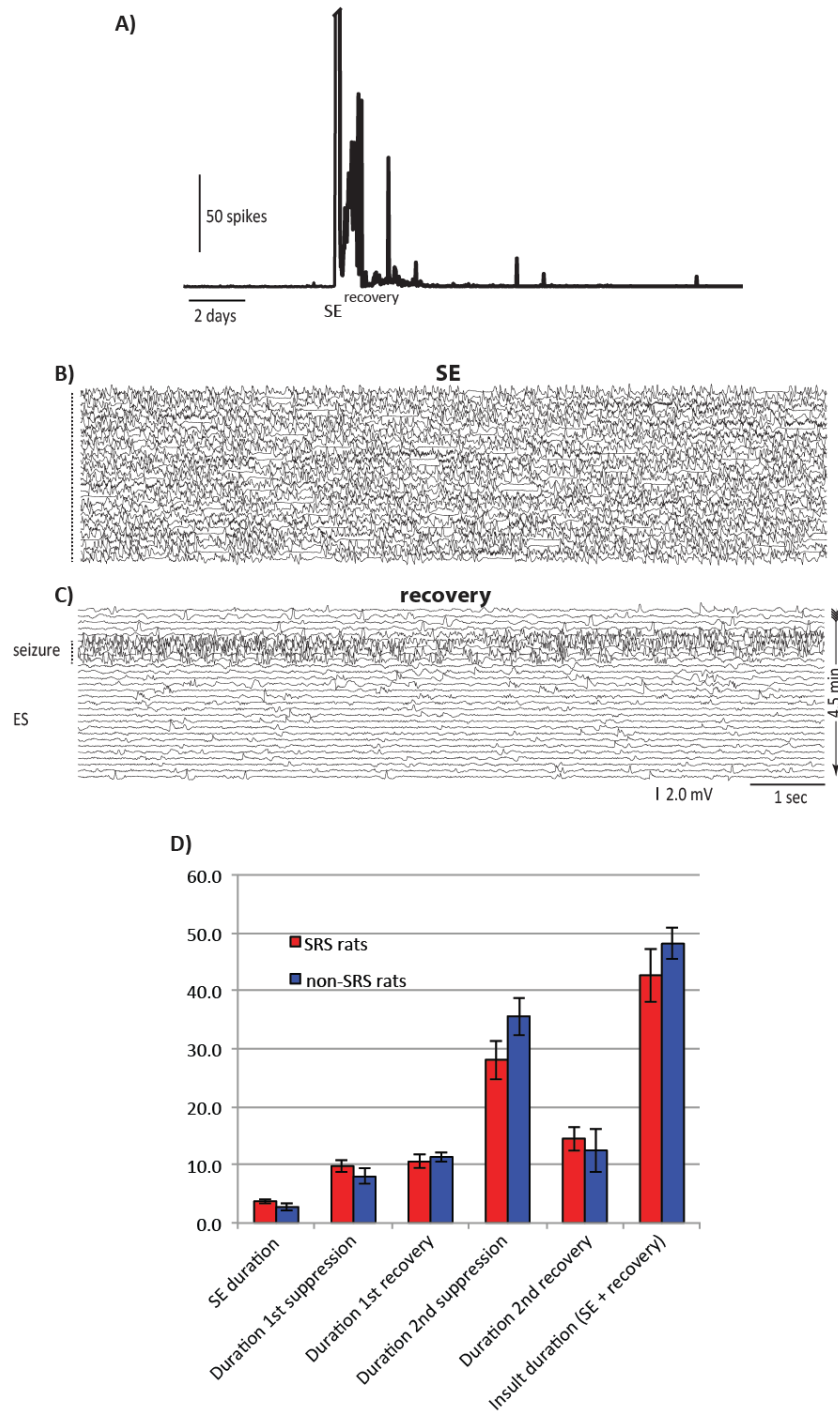 A)
50 spikes
2 days
SE
recovery
B)
SE
C)
recovery
seizure
ES
4.5 min
2.0 mV
1 sec
D)
60.0
50.0
40.0
30.0
20.0
10.0
0.0
SRS rats
non-SRS rats
SE duration
Duration 1st suppression
Duration 1st recovery
Duration 2nd suppression
Duration 2nd recovery
Insult duration (SE + recovery)